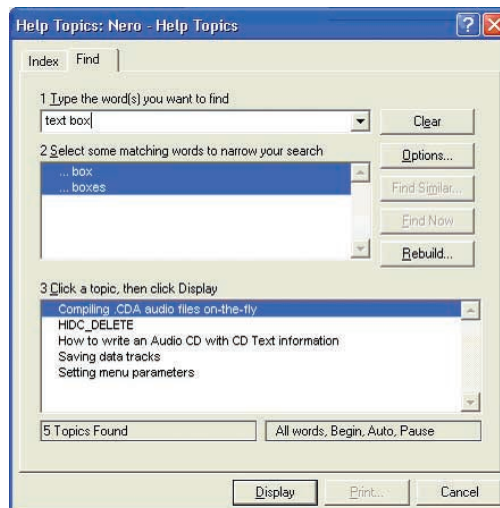 Help Topics: Nero - Help Topics
Index Find
1 Type the word(s) you want to find
text box
Clear
2 Select some matching words to narrow your search
Options...
... box
... boxes
Find Similar...
Find Now
Rebuild...
3 Click a topic, then click Display
Compiling .CDA audio files on-the-fly
HIDC_DELETE
How to write an Audio CD with CD Text information
Saving data tracks
Setting menu parameters
5 Topics Found All words, Begin, Auto, Pause
Display Print... Cancel